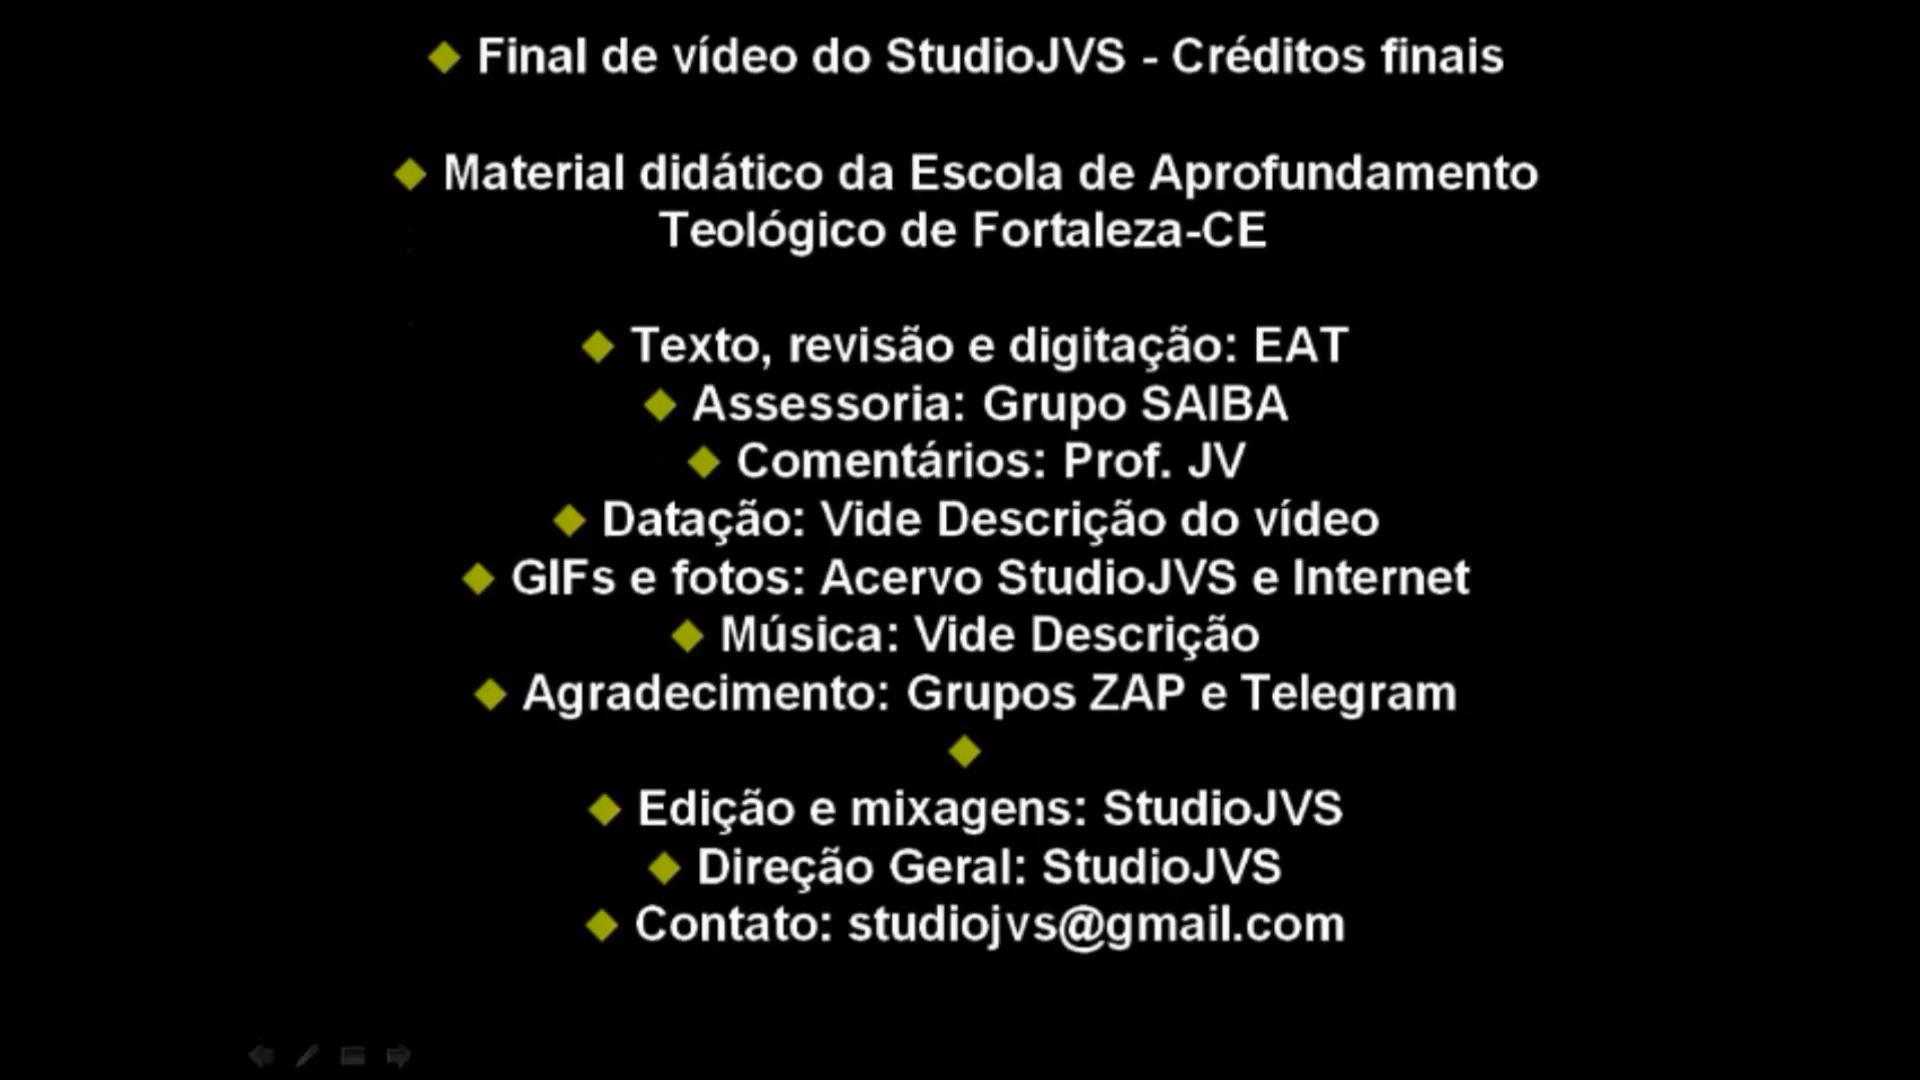 Final de vídeo do StudioJVS - Créditos finais
Material didático da Escola de Aprofundamento
Teológico de Fortaleza-CE
Texto, revisão e digitação: EAT
Assessoria: Grupo SAIBA
Comentários: Prof. JV
Datação: Vide Descrição do vídeo
GIFs e fotos: Acervo StudioJVS e Internet
Música: Vide Descrição
Agradecimento: Grupos ZAP e Telegram
Edição e mixagens: StudioJVS
Direção Geral: StudioJVS
Contato: studiojvs@gmail.com